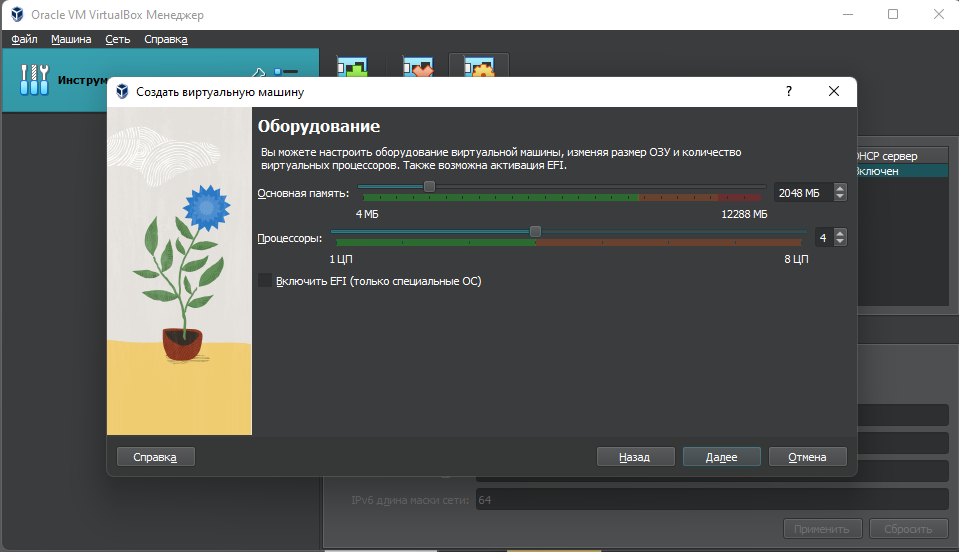 Oracle VM VirtualBox Менеджер
Файл Машина Сеть Справка
Создать виртуальную машину
?
Оборудование
Вы можете настроить оборудование виртуальной машины, изменяя размер ОЗУ и количество
виртуальных процессоров. Также возможна активация EFI.
Основная память: 2048 МБ
4 МБ 12288 МБ
Процессоры: 4
1 ЦП 8 ЦП
Включить EFI (только специальные ОС)
сервер
Справка Назад Далее Отмена
IPv6 длина маски сети: 64
Применить Сбросить